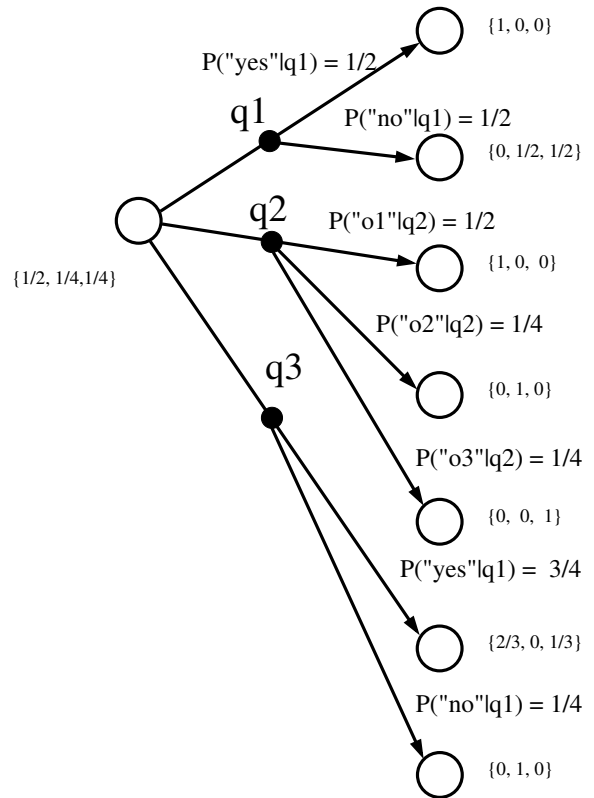 {1, 0, 0}
P("yes"|q1) = 1/2
q1
P("no"|q1) = 1/2
{0, 1/2, 1/2}
q2
P("o1"|q2) = 1/2
{1, 0, 0}
{1/2, 1/4,1/4}
P("o2"|q2) = 1/4
q3
{0, 1, 0}
P("o3"|q2) = 1/4
{0, 0, 1}
P("yes"|q1) = 3/4
{2/3, 0, 1/3}
P("no"|q1) = 1/4
{0, 1, 0}